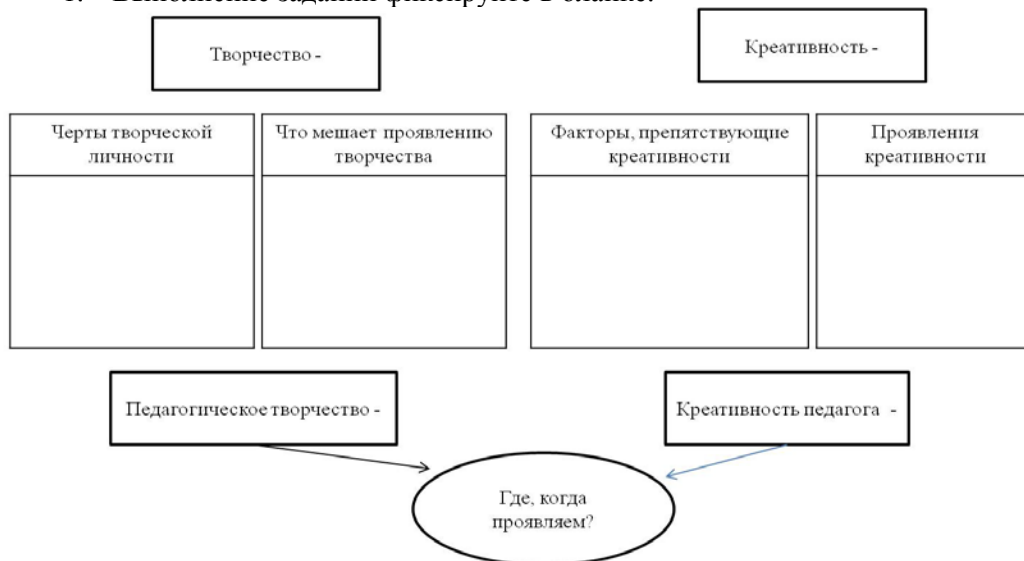 Творчество -
Креативность -
Черты творческой
личности
Что мешает проявлению
творчества
Факторы, препятствующие
креативности
Проявления
креативности
Педагогическое творчество -
Креативность педагога -
Где, когда
проявляем?